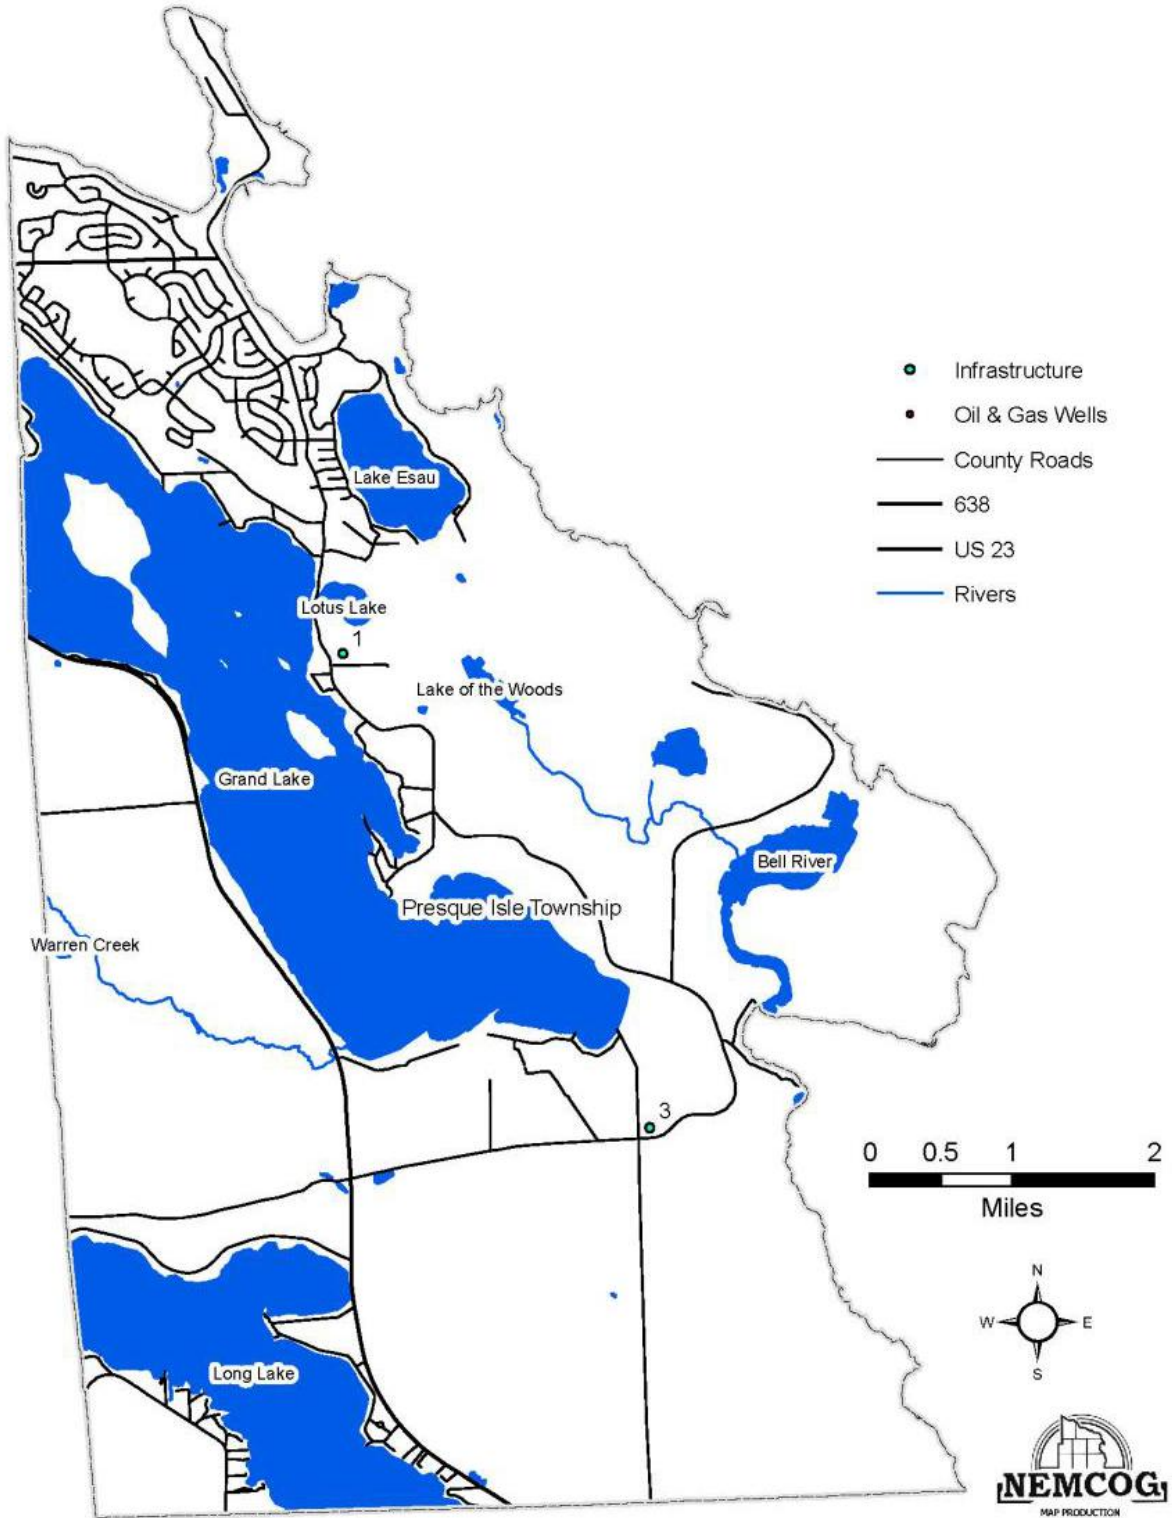 Infrastructure
Oil & Gas Wells
County Roads
638
US 23
Rivers
Lake Esau
Lotus Lake
1
Lake of the Woods
Grand Lake
Bell River
Presque Isle Township
Warren Creek
3
0 0.5 1 2
Miles
N
W E
S
Long Lake
NEMCOG
MAP PRODUCTION